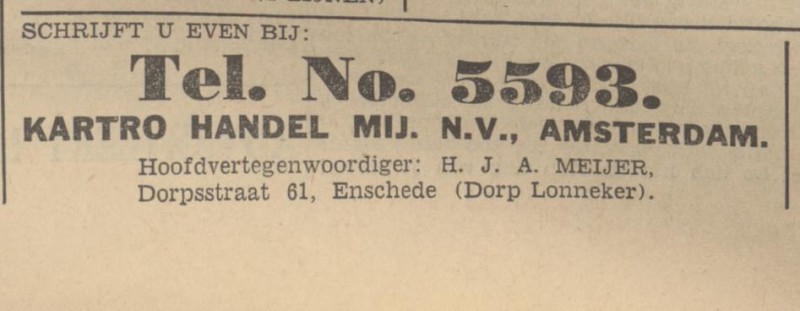 SCHRIJFT U EVEN BIJ:
Tel. No. 5593.
KARTRO HANDEL MIJ. N.V., AMSTERDAM.
Hoofdvertegenwoordiger: H. J. A. MEIJER,
Dorpsstraat 61, Enschede (Dorp Lonneker).